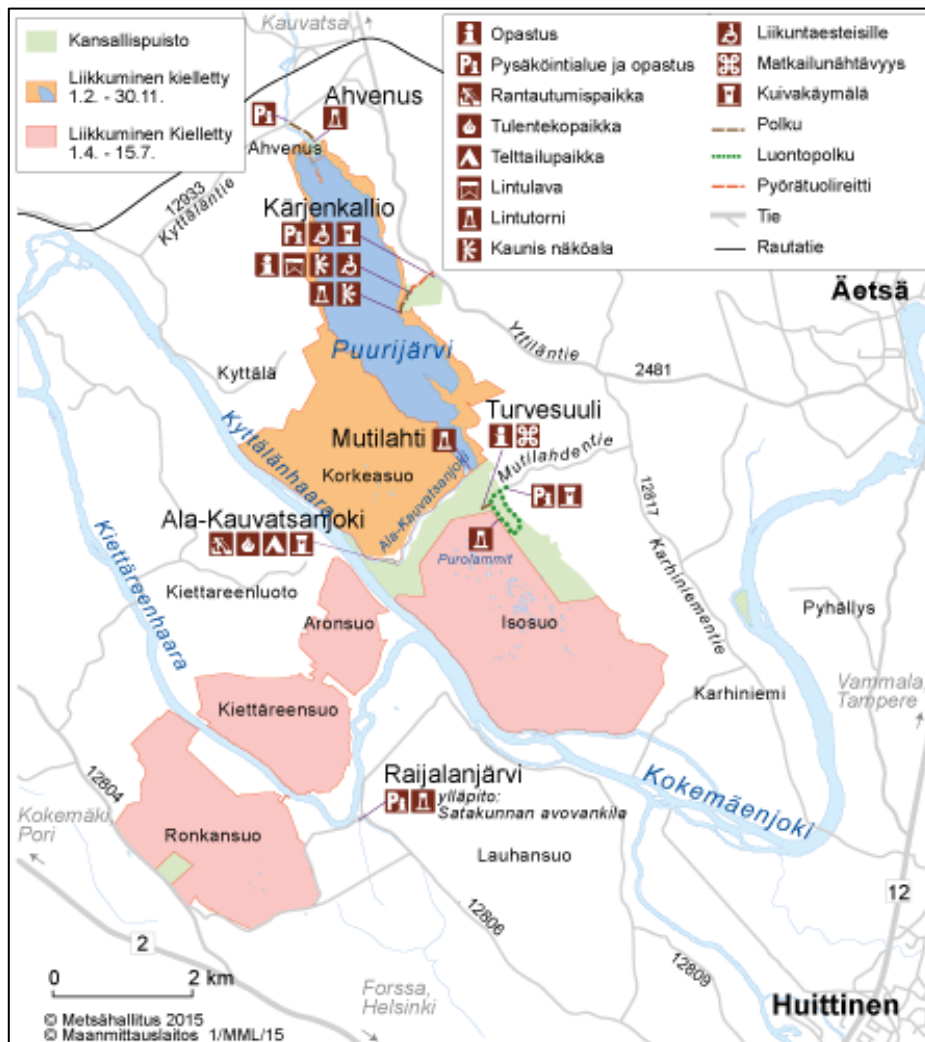 Kansallispuisto
Liikkuminen kielletty
1.2. - 30.11.
Liikkuminen Kielletty
1.4. - 15.7.
Opastus
Pysäköintialue ja opastus
Rantautumispaikka
Tulentekopaikka
Telttailupaikka
Lintulava
Lintutorni
Kaunis näköala
Liikuntaesteisille
Matkailunähtävyys
Kuivakäymälä
Polku
Luontopolku
Pyörätuolireitti
Tie
Rautatie
Kauvatsa
Ahvenus
Ahvenus
12933
Kyttäläntie
Kärjenkallio
Äetsä
Puurijärvi
Yttiläntie
2481
Kyttälä
Turvesuuli
Mutilahti
Mutilahdentie
Korkeasuo
Kyttälänhaara
Ala-Kauvatsanjoki
12817
Ala-Kauvatsanjoki
Purolammit
Karhiniementie
Kiettäreenhaara
Kiettareenluoto
Aronsuo
Isosuo
Pyhällys
Kiettäreensuo
Karhiniemi
Vammala,
Tampere
12804
Raijalanjärvi
ylläpito:
Satakunnan avovankila
Kokemäenjoki
Kokemäki
Pori
Ronkansuo
Lauhansuo
12
12806
2
12809
0 2 km
Forssa,
Helsinki
Huittinen
© Metsähallitus 2015
© Maanmittauslaitos 1/MML/15